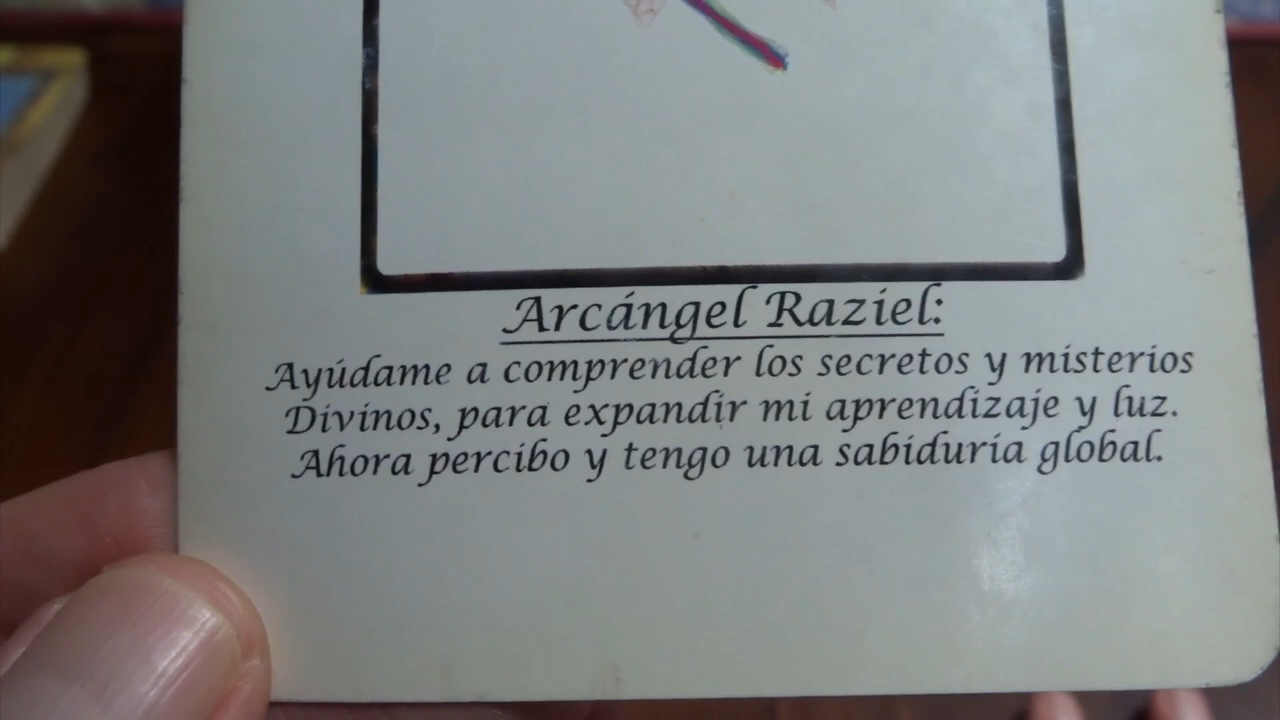 Arcángel Raziel:
Ayúdame a comprender los secretos y misterios
Divinos, para expandir mi aprendizaje y luz.
Ahora percibo y tengo una sabiduría global.